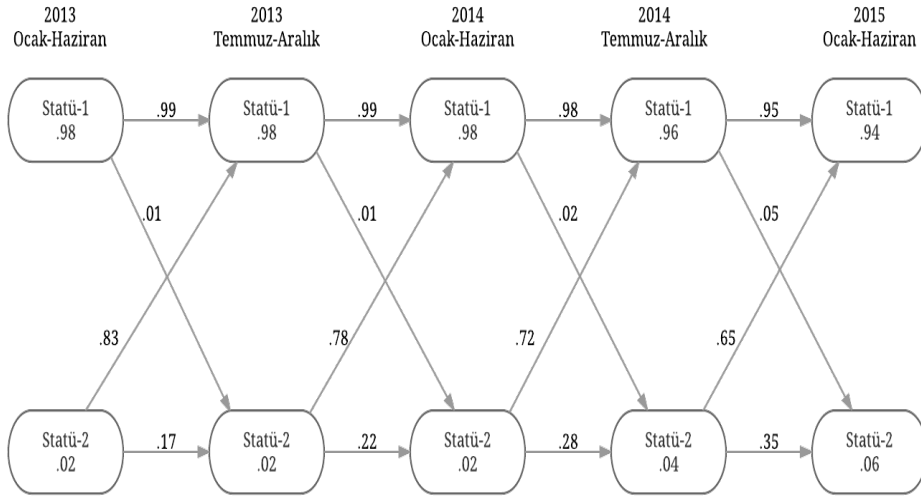 2013
Ocak-Haziran
2013
Temmuz-Aralık
2014
Ocak-Haziran
2014
Temmuz-Aralık
2015
Ocak-Haziran
Statü-1
.98
.99
Statü-1
.98
.99
Statü-1
.98
.98
Statü-1
.96
.95
Statü-1
.94
.01
.01
.02
.05
.83
.78
.72
.65
Statü-2
.02
.17
Statü-2
.02
.22
Statü-2
.02
.28
Statü-2
.04
.35
Statü-2
.06